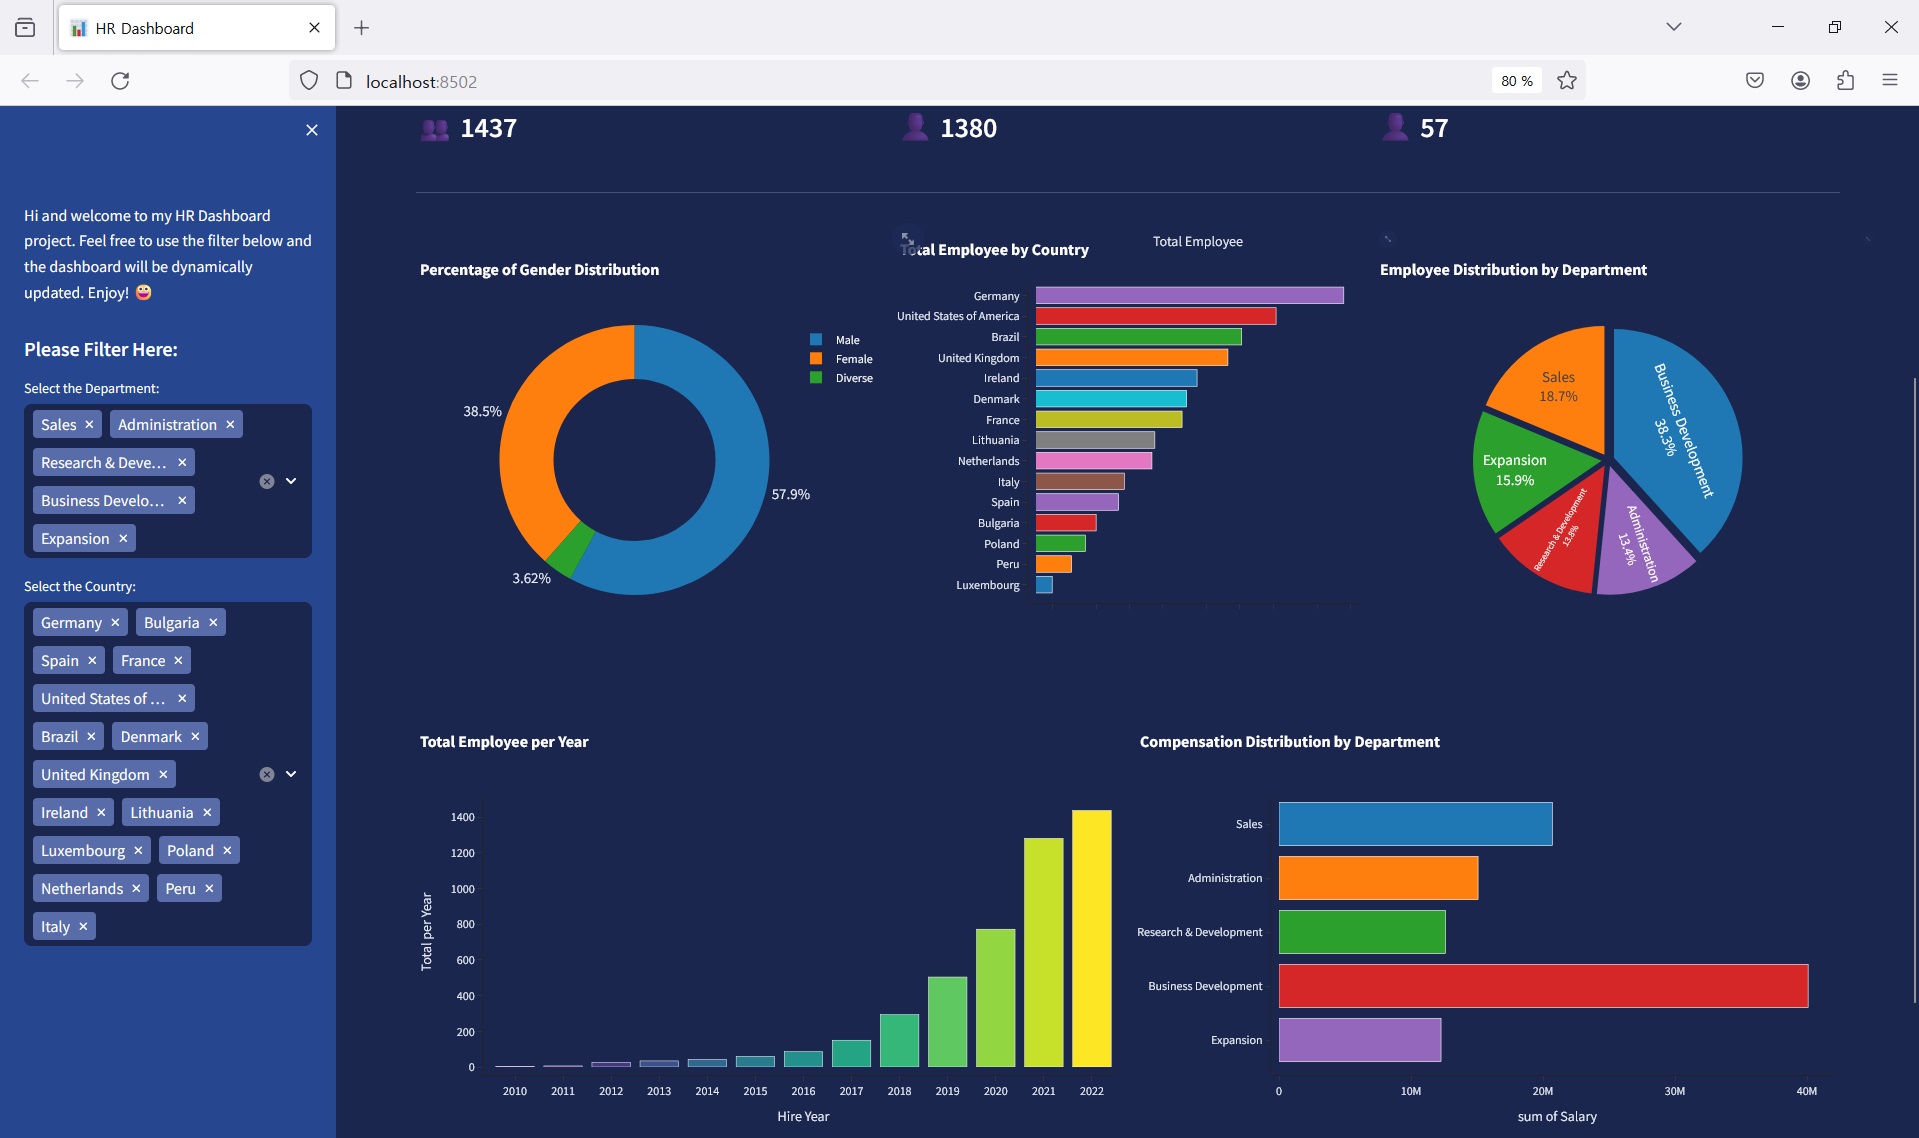 HR Dashboard
localhost:8502
80 %
1437
1380
57
Hi and welcome to my HR Dashboard
project. Feel free to use the filter below and
the dashboard will be dynamically
updated. Enjoy! 🤪
Please Filter Here:
Select the Department:
Sales
Administration
Research & Deve...
Business Develo...
Expansion
Select the Country:
Germany
Bulgaria
Spain
France
United States of ...
Brazil
Denmark
United Kingdom
Ireland
Lithuania
Luxembourg
Poland
Netherlands
Peru
Italy
Percentage of Gender Distribution
Male
Female
Diverse
38.5%
57.9%
3.62%
Total Employee by Country
Total Employee
Germany
United States of America
Brazil
United Kingdom
Ireland
Denmark
France
Lithuania
Netherlands
Italy
Spain
Bulgaria
Poland
Peru
Luxembourg
Employee Distribution by Department
Business Development
38.3%
Sales
18.7%
Expansion
15.9%
Research & Development
13.8%
Administration
13.4%
Total Employee per Year
Total per Year
1400
1200
1000
800
600
400
200
0
2010
2011
2012
2013
2014
2015
2016
2017
2018
2019
2020
2021
2022
Hire Year
Compensation Distribution by Department
Sales
Administration
Research & Development
Business Development
Expansion
0
10M
20M
30M
40M
sum of Salary